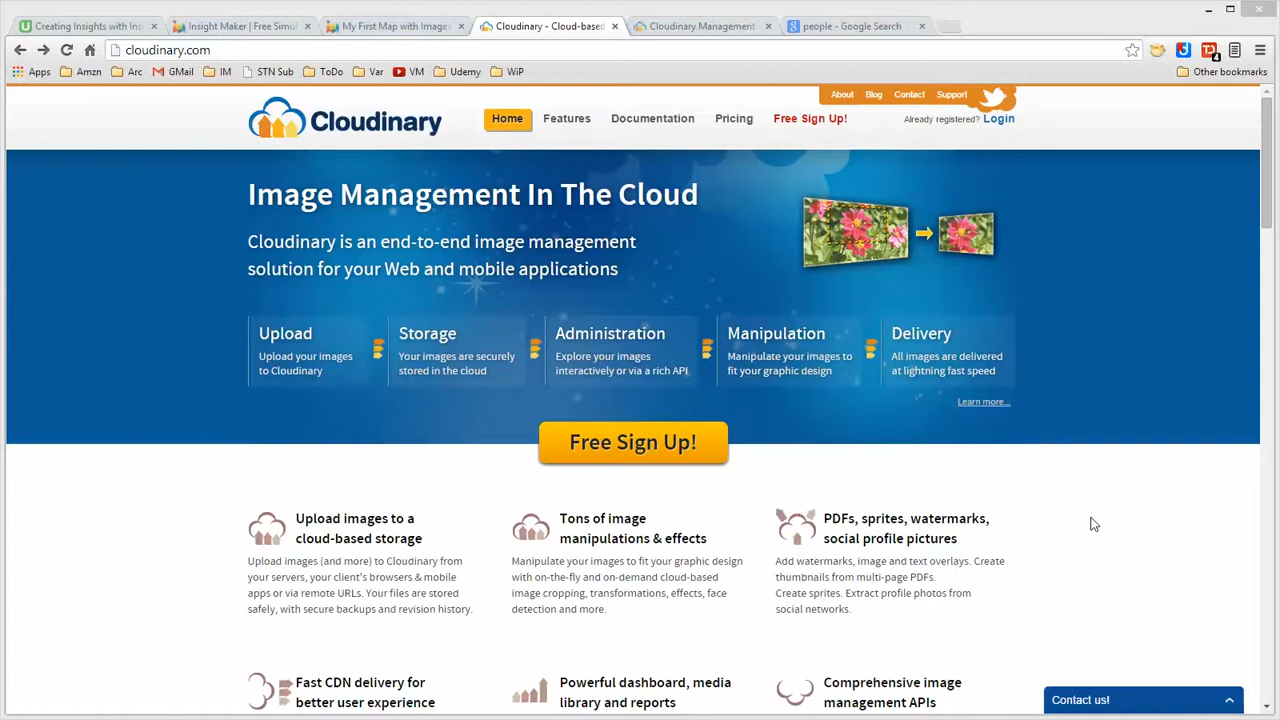 Creating Insights with Ins
Insight Maker | Free Simul
My First Map with Images
Cloudinary - Cloud-based
Cloudinary Management
people - Google Search
cloudinary.com
4
Apps
Amzn
Arc
GMail
IM
STN Sub
ToDo
Var
VM
Udemy
WiP
Other bookmarks
About
Blog
Contact
Support
Cloudinary
Home
Features
Documentation
Pricing
Free Sign Up!
Already registered? Login
Image Management In The Cloud
Cloudinary is an end-to-end image management
solution for your Web and mobile applications
Upload
Upload your images
to Cloudinary
Storage
Your images are securely
stored in the cloud
Administration
Explore your images
interactively or via a rich API
Manipulation
Manipulate your images to
fit your graphic design
Delivery
All images are delivered
at lightning fast speed
Learn more...
Free Sign Up!
Upload images to a
cloud-based storage
Upload images (and more) to Cloudinary from
your servers, your client's browsers & mobile
apps or via remote URLs. Your files are stored
safely, with secure backups and revision history.
Tons of image
manipulations & effects
Manipulate your images to fit your graphic design
with on-the-fly and on-demand cloud-based
image cropping, transformations, effects, face
detection and more.
PDFs, sprites, watermarks,
social profile pictures
Add watermarks, image and text overlays. Create
thumbnails from multi-page PDFs.
Create sprites. Extract profile photos from
social networks.
Fast CDN delivery for
better user experience
Powerful dashboard, media
library and reports
Comprehensive image
management APIs
Contact us!